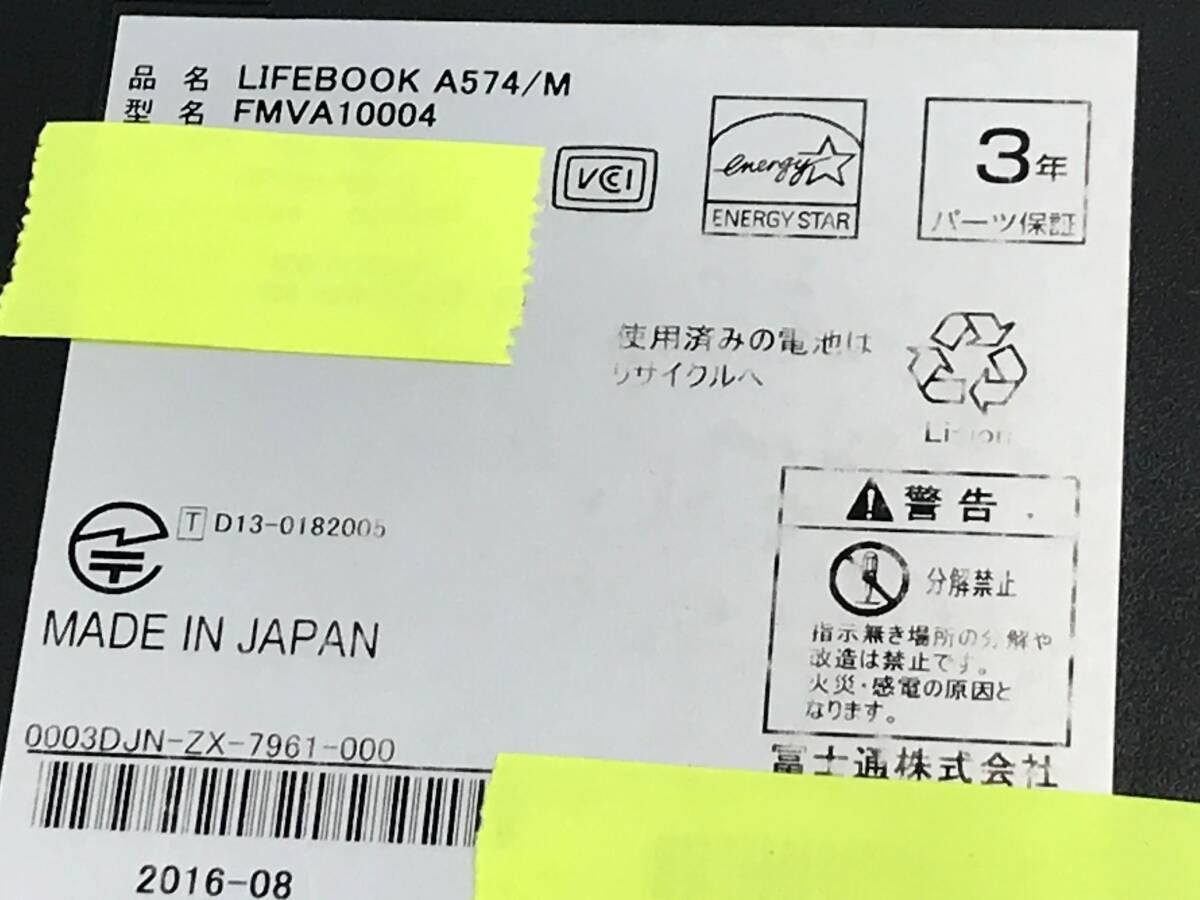 品 名 LIFEBOOK A574/M
型 名 FMVA10004
VCCI
energy
ENERGY STAR
3年
パーツ保証
使用済みの電池は
リサイクルへ
Li-ion
T D13-0182005
MADE IN JAPAN
警告
分解禁止
指示無き場所の分解や
改造は禁止です。
火災・感電の原因と
なります。
0003DJN-ZX-7961-000
富士通株式会社
2016-08